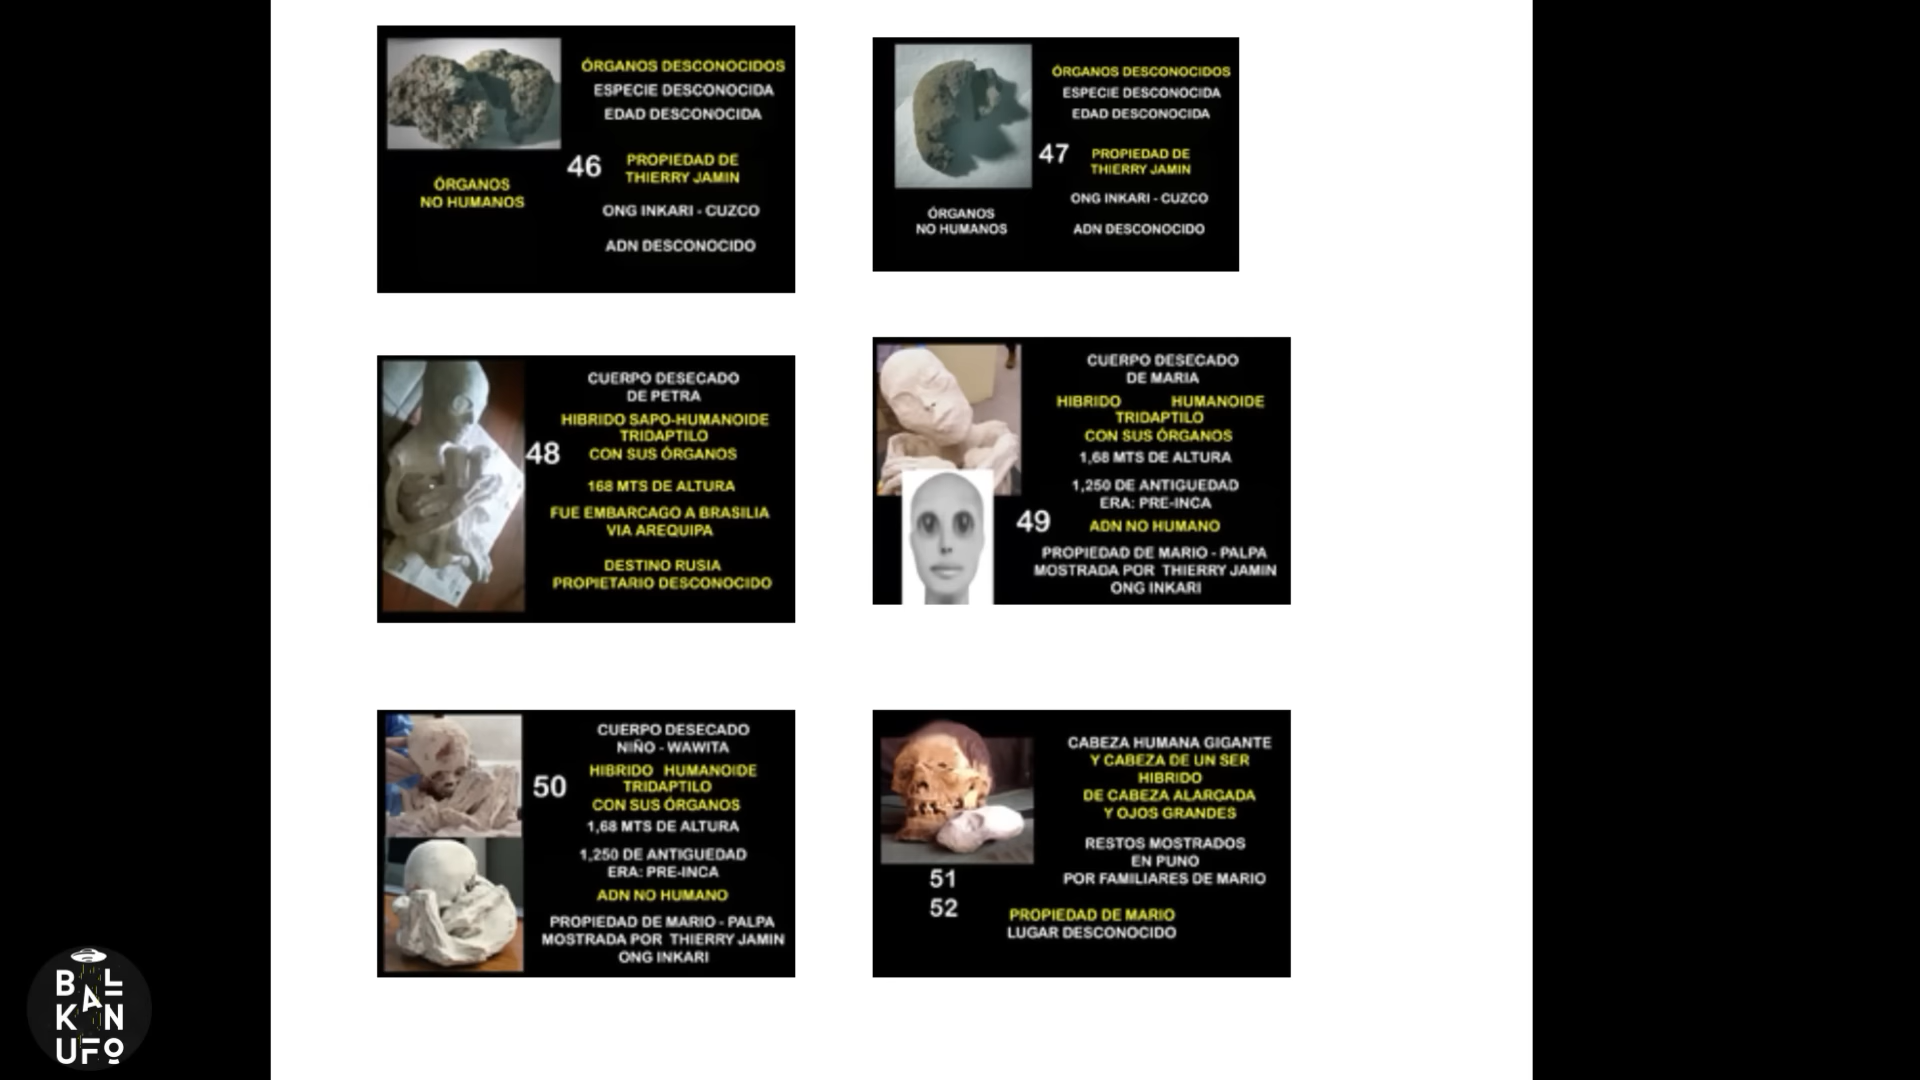 ÓRGANOS DESCONOCIDOS
ESPECIE DESCONOCIDA
EDAD DESCONOCIDA
46
PROPIEDAD DE
THIERRY JAMIN
ÓRGANOS
NO HUMANOS
ONG INKARI - CUZCO
ADN DESCONOCIDO
ÓRGANOS DESCONOCIDOS
ESPECIE DESCONOCIDA
EDAD DESCONOCIDA
47
PROPIEDAD DE
THIERRY JAMIN
ONG INKARI - CUZCO
ÓRGANOS
NO HUMANOS
ADN DESCONOCIDO
CUERPO DESECADO
DE PETRA
HIBRIDO SAPO-HUMANOIDE
TRIDAPTILO
48
CON SUS ÓRGANOS
168 MTS DE ALTURA
FUE EMBARCAGO A BRASILIA
VIA AREQUIPA
DESTINO RUSIA
PROPIETARIO DESCONOCIDO
CUERPO DESECADO
DE MARIA
HIBRIDO HUMANOIDE
TRIDAPTILO
CON SUS ÓRGANOS
1,68 MTS DE ALTURA
1,250 DE ANTIGUEDAD
ERA: PRE-INCA
49
ADN NO HUMANO
PROPIEDAD DE MARIO - PALPA
MOSTRADA POR THIERRY JAMIN
ONG INKARI
CUERPO DESECADO
NIÑO - WAWITA
50
HIBRIDO HUMANOIDE
TRIDAPTILO
CON SUS ÓRGANOS
1,68 MTS DE ALTURA
1,250 DE ANTIGUEDAD
ERA: PRE-INCA
ADN NO HUMANO
PROPIEDAD DE MARIO - PALPA
MOSTRADA POR THIERRY JAMIN
ONG INKARI
CABEZA HUMANA GIGANTE
Y CABEZA DE UN SER
HIBRIDO
DE CABEZA ALARGADA
Y OJOS GRANDES
RESTOS MOSTRADOS
EN PUNO
POR FAMILIARES DE MARIO
51
52
PROPIEDAD DE MARIO
LUGAR DESCONOCIDO
BALKAN UFO